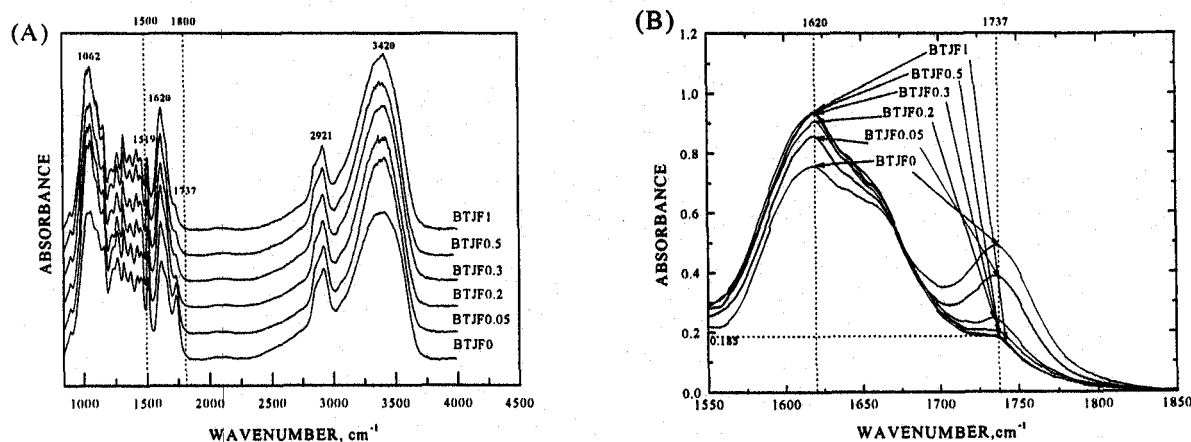 (A)
1500 1800
1062
3420
1620
2921
1519
1737
BTJF1
BTJF0.5
BTJF0.3
BTJF0.2
BTJF0.05
BTJF0
ABSORBANCE
1000 1500 2000 2500 3000 3500 4000 4500
WAVENUMBER, cm⁻¹
(B)
1620 1737
1.2
1.0
0.8
0.6
0.4
0.2
0.0
0.185
BTJF1
BTJF0.5
BTJF0.3
BTJF0.2
BTJF0.05
BTJF0
ABSORBANCE
1550 1600 1650 1700 1750 1800 1850
WAVENUMBER, cm⁻¹